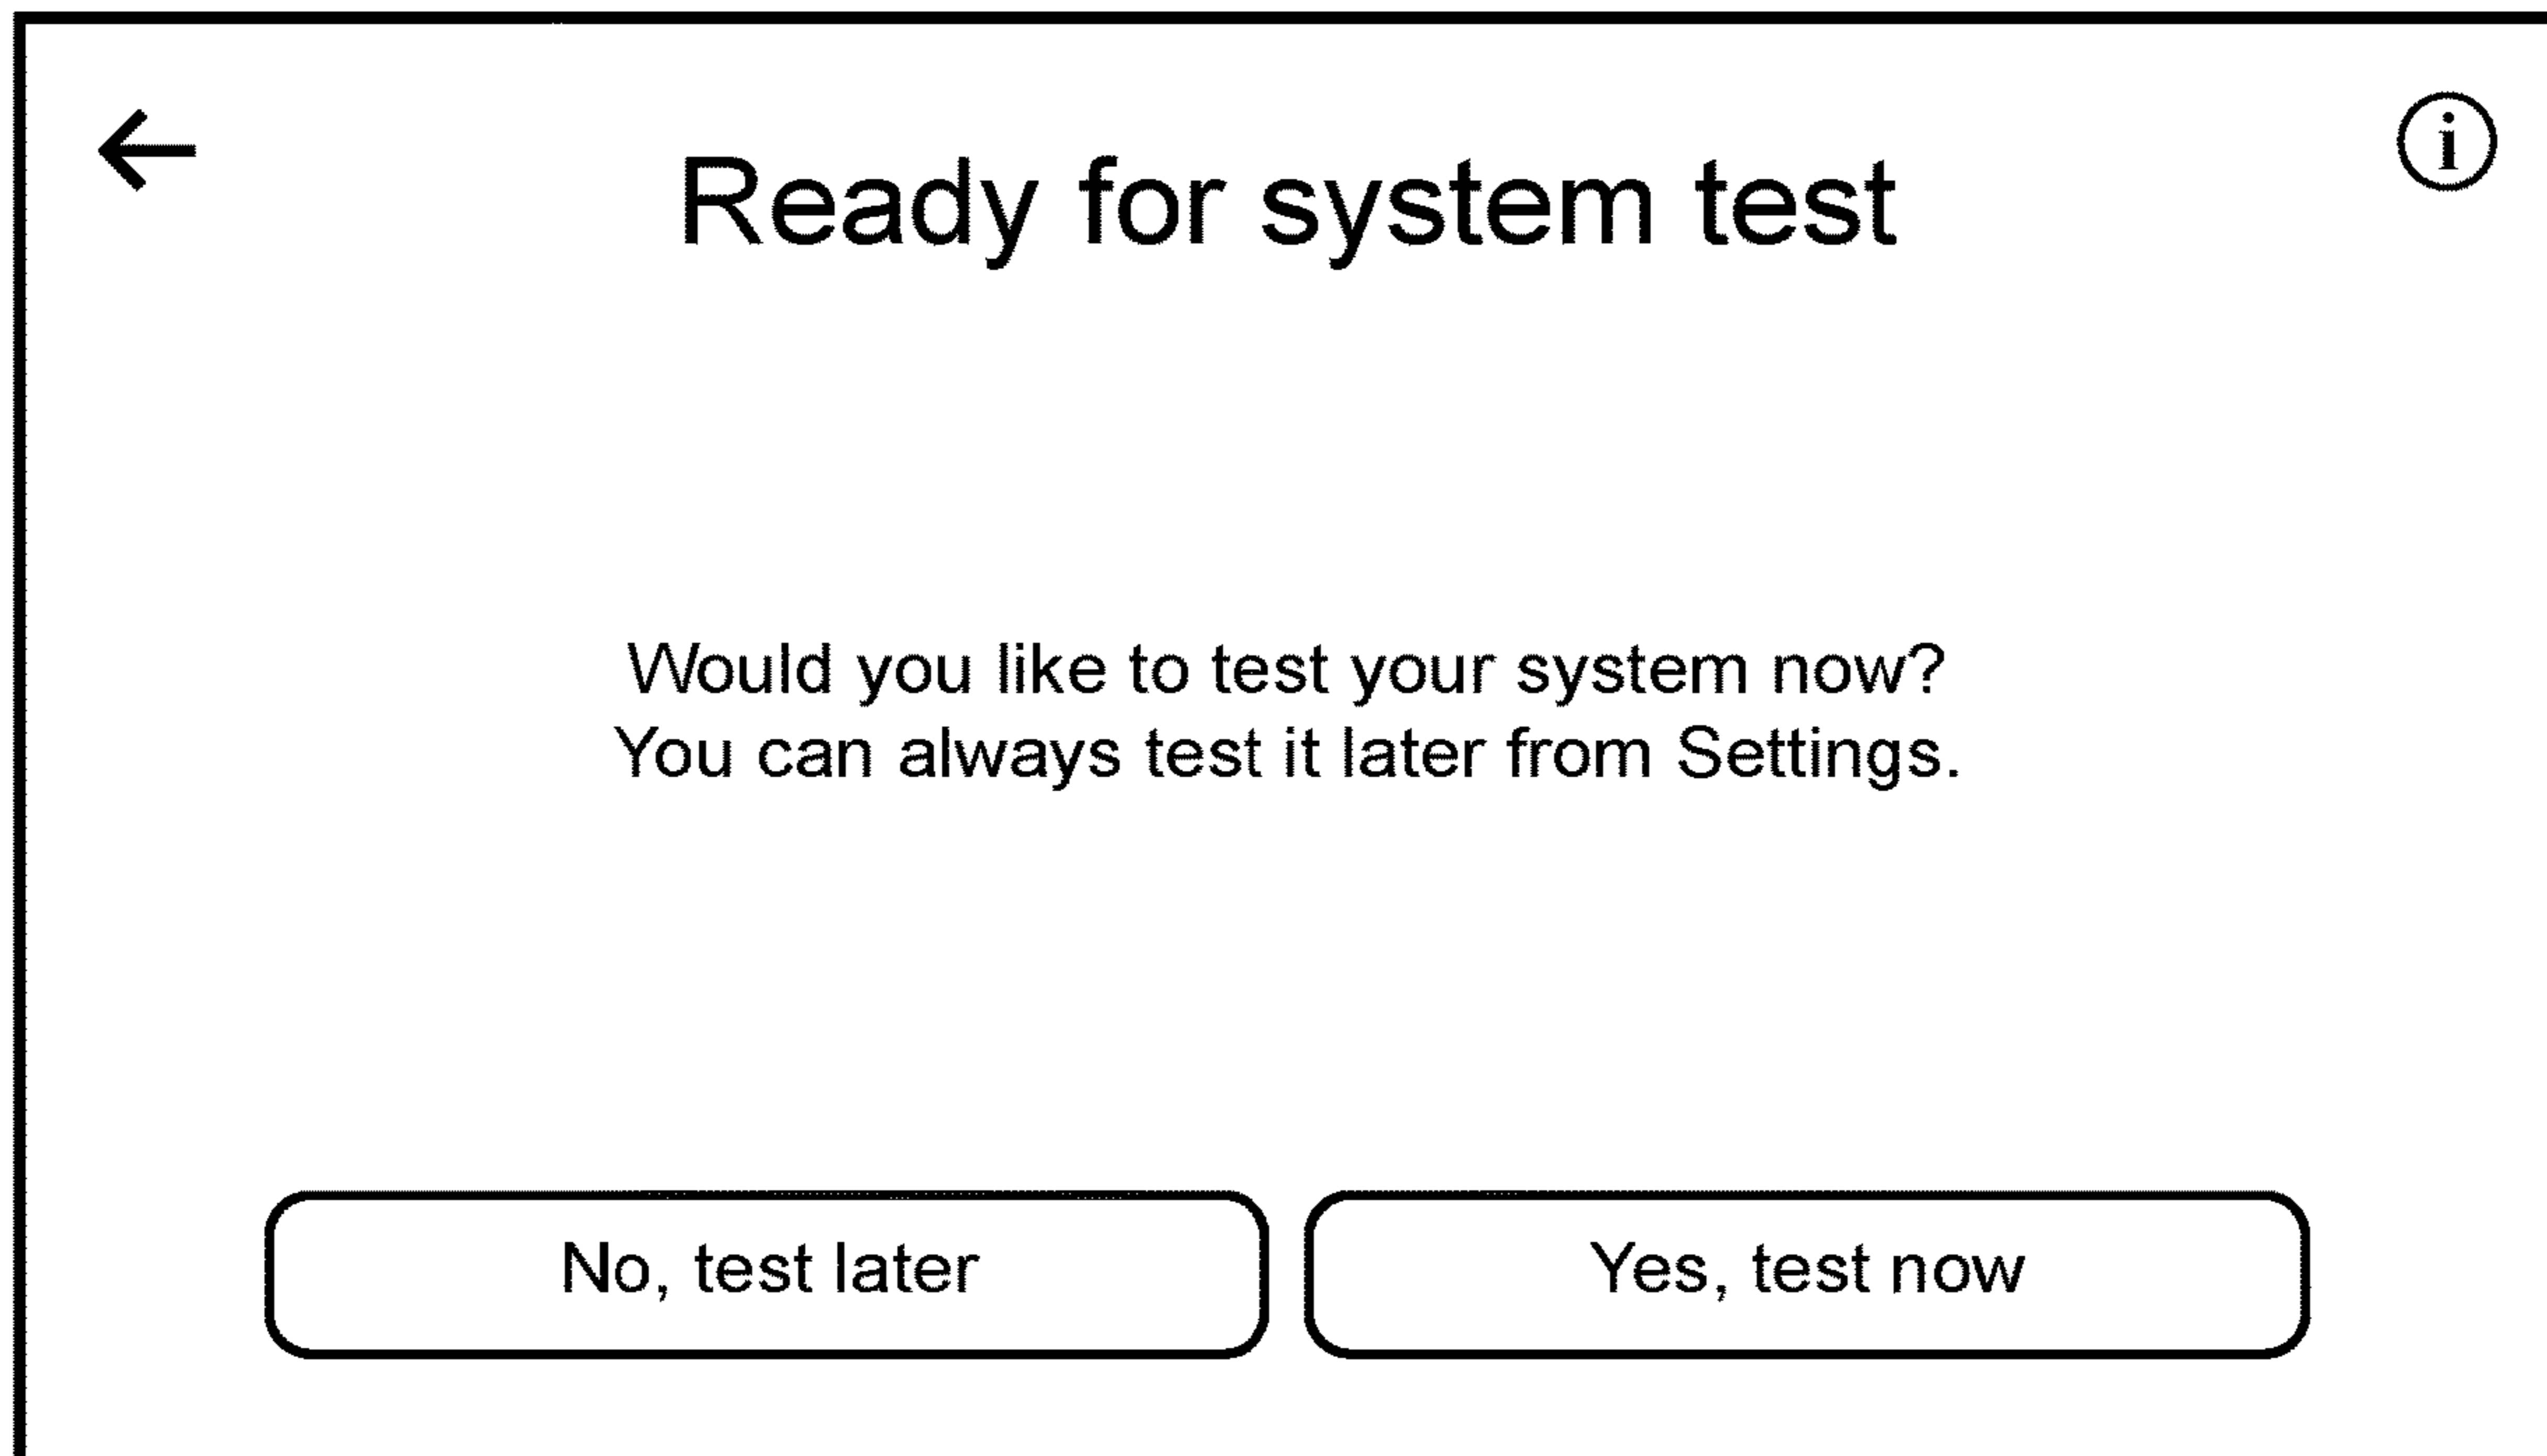 Ready for system test
i
Would you like to test your system now?
You can always test it later from Settings.
No, test later
Yes, test now